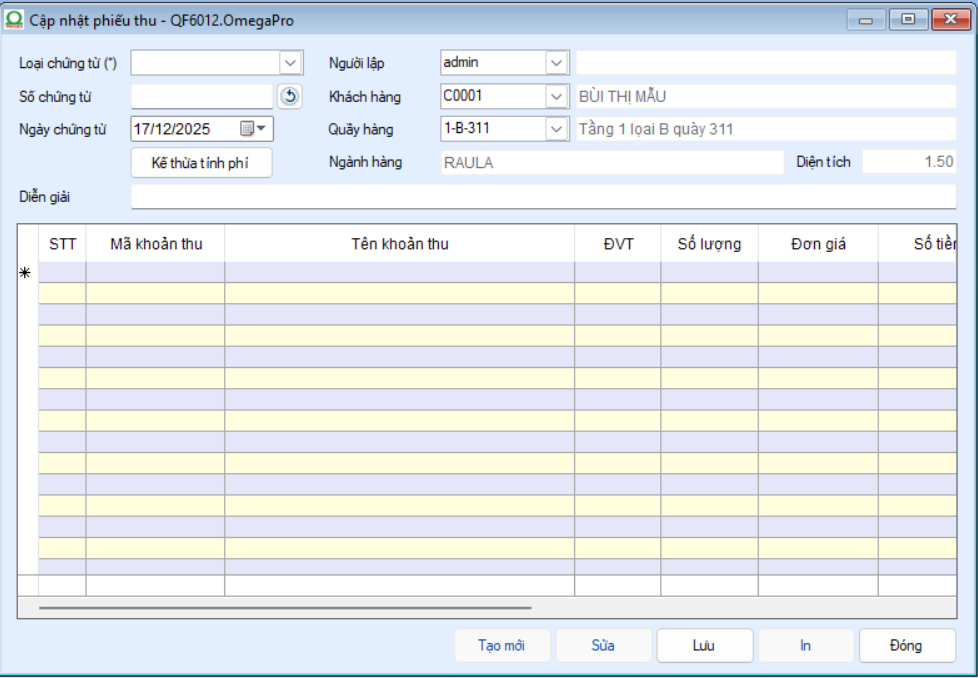 Cập nhật phiếu thu - QF6012.OmegaPro
Loại chứng từ (*) Người lập admin
Số chứng từ Khách hàng C0001 BÙI THỊ MẪU
Ngày chứng từ 17/12/2025 Quầy hàng 1-B-311 Tầng 1 lọai B quày 311
Kế thừa tính phí Ngành hàng RAULA Diện tích 1.50
Diễn giải
STT Mã khoản thu Tên khoản thu ĐVT Số lượng Đơn giá Số tiền
Tạo mới Sửa Lưu In Đóng